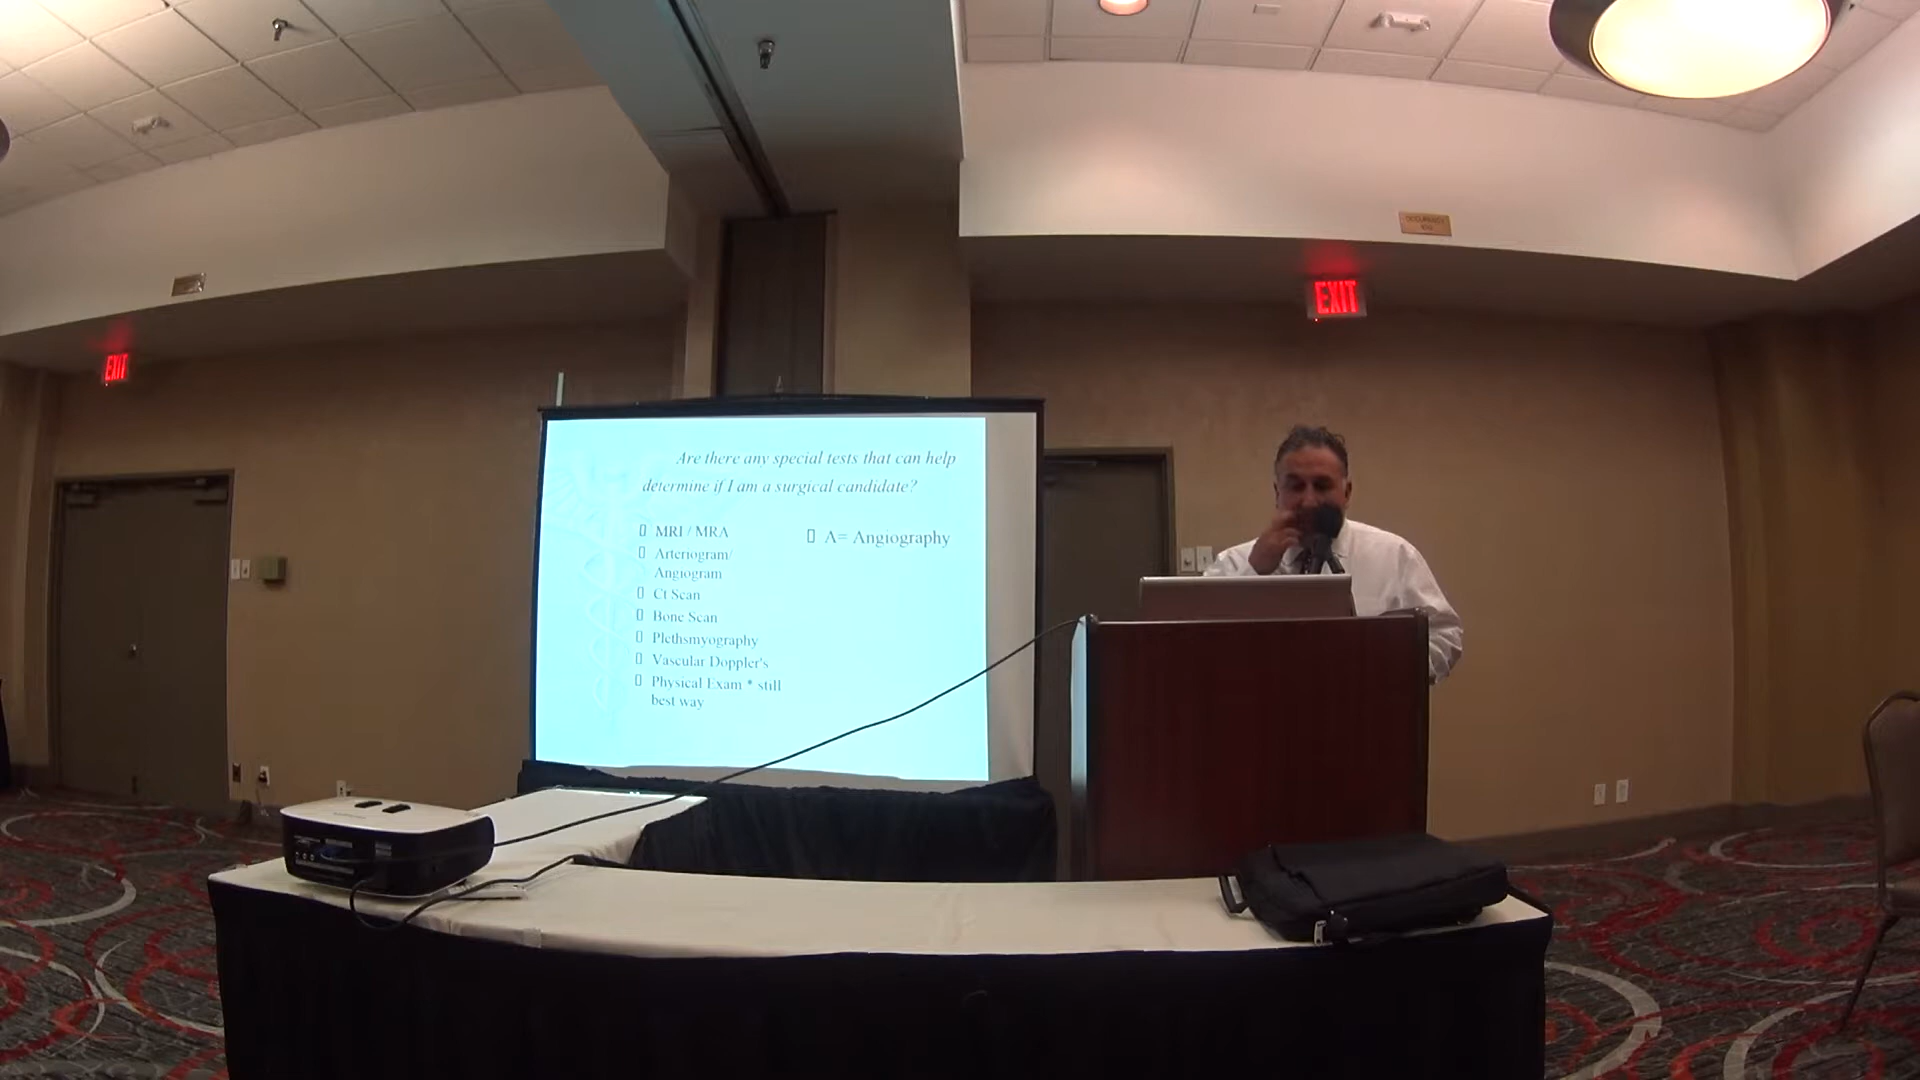 OCCUPANCY
EXIT
EXIT
Are there any special tests that can help
determine if I am a surgical candidate?
MRI / MRA
Arteriogram/
Angiogram
Ct Scan
Bone Scan
Plethsmyography
Vascular Doppler's
Physical Exam * still
best way
A= Angiography